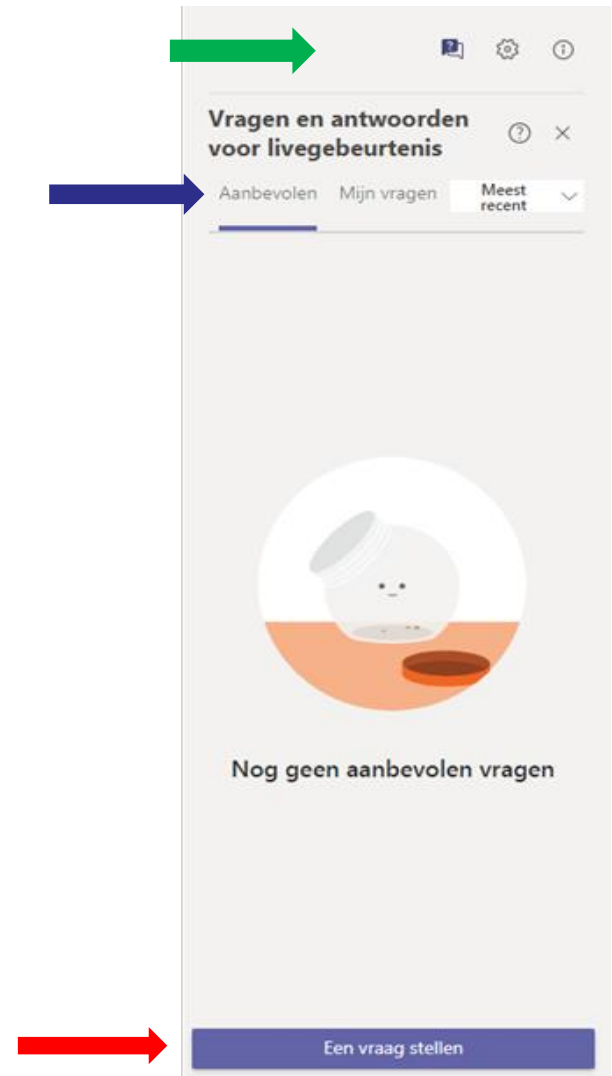 Vragen en antwoorden
voor livegebeurtenis
Aanbevolen Mijn vragen Meest
recent
Nog geen aanbevolen vragen
Een vraag stellen